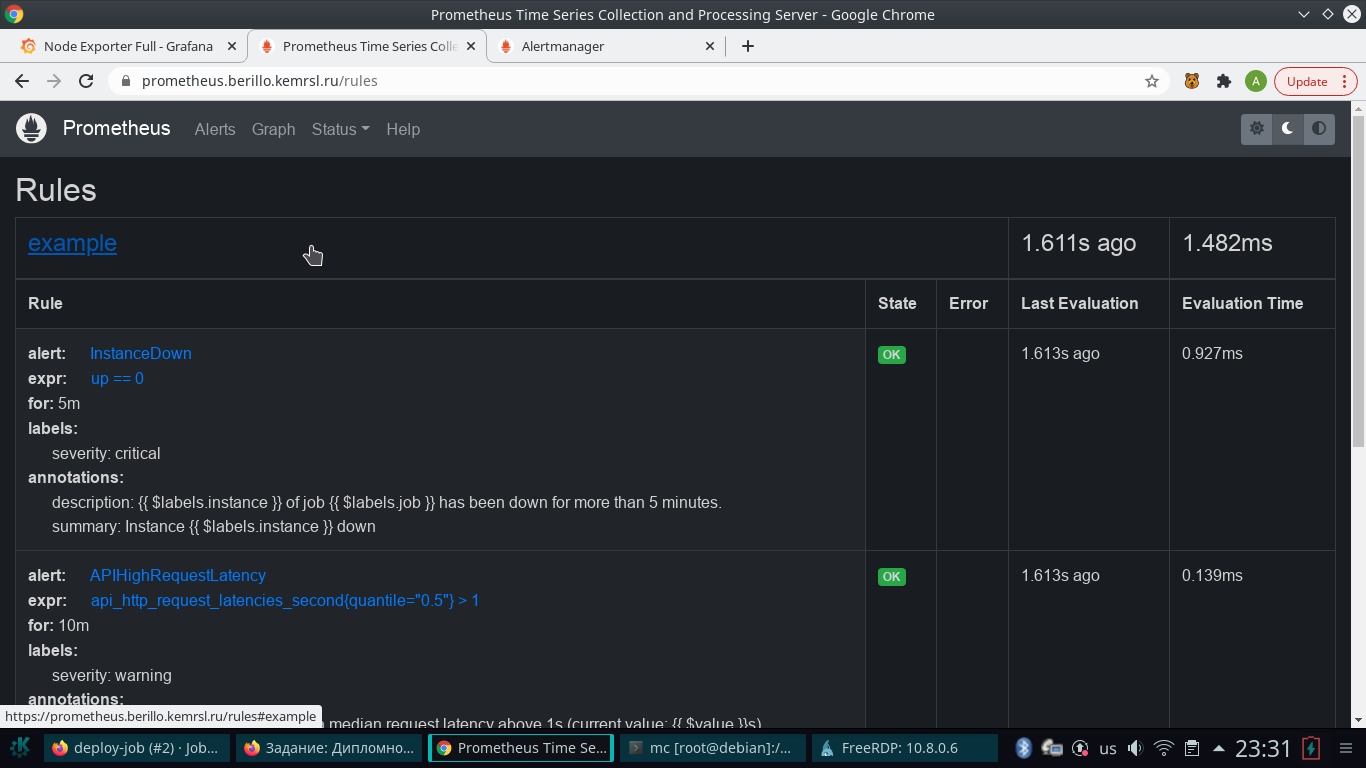 Prometheus Time Series Collection and Processing Server - Google Chrome
Node Exporter Full - Grafana
Prometheus Time Series Colle
Alertmanager
prometheus.berillo.kemrsl.ru/rules
A
Update
Prometheus
Alerts
Graph
Status
Help
Rules
example
1.611s ago
1.482ms
Rule
State
Error
Last Evaluation
Evaluation Time
alert: InstanceDown
OK
1.613s ago
0.927ms
expr: up == 0
for: 5m
labels:
severity: critical
annotations:
description: {{ $labels.instance }} of job {{ $labels.job }} has been down for more than 5 minutes.
summary: Instance {{ $labels.instance }} down
alert: APIHighRequestLatency
OK
1.613s ago
0.139ms
expr: api_http_request_latencies_second{quantile="0.5"} > 1
for: 10m
labels:
severity: warning
annotations:
median request latency above 1s (current value: {{ $value }}s)
https://prometheus.berillo.kemrsl.ru/rules#example
deploy-job (#2) · Job...
Задание: Дипломно...
Prometheus Time Se...
mc [root@debian]:/...
FreeRDP: 10.8.0.6
us
23:31